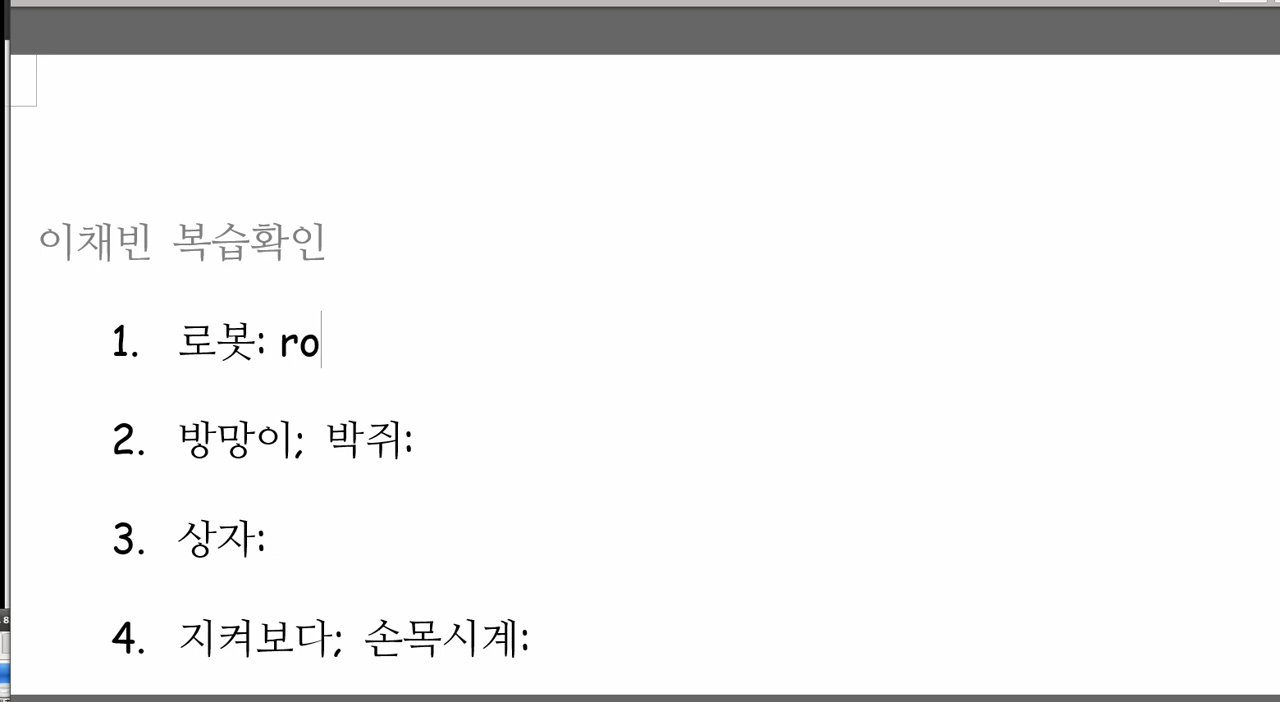 이채빈 복습확인
1. 로봇: ro
2. 방망이; 박쥐:
3. 상자:
4. 지켜보다; 손목시계:
8